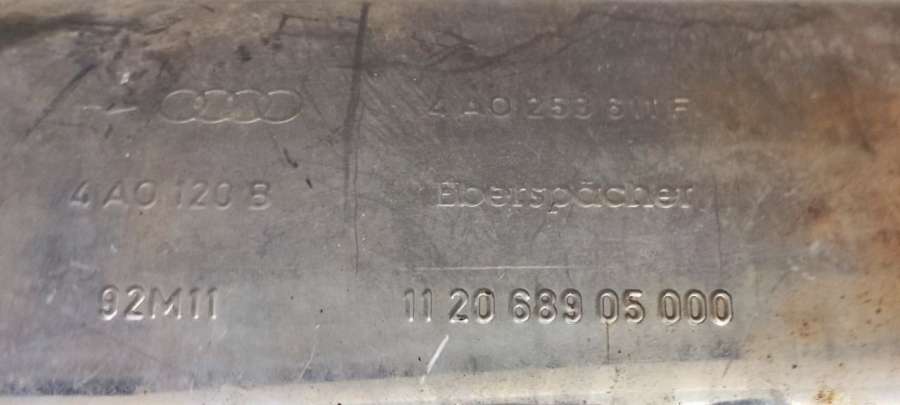 4A0 253 611 F
4A0 120 B Eberspächer
92M11 11 20 689 05 000